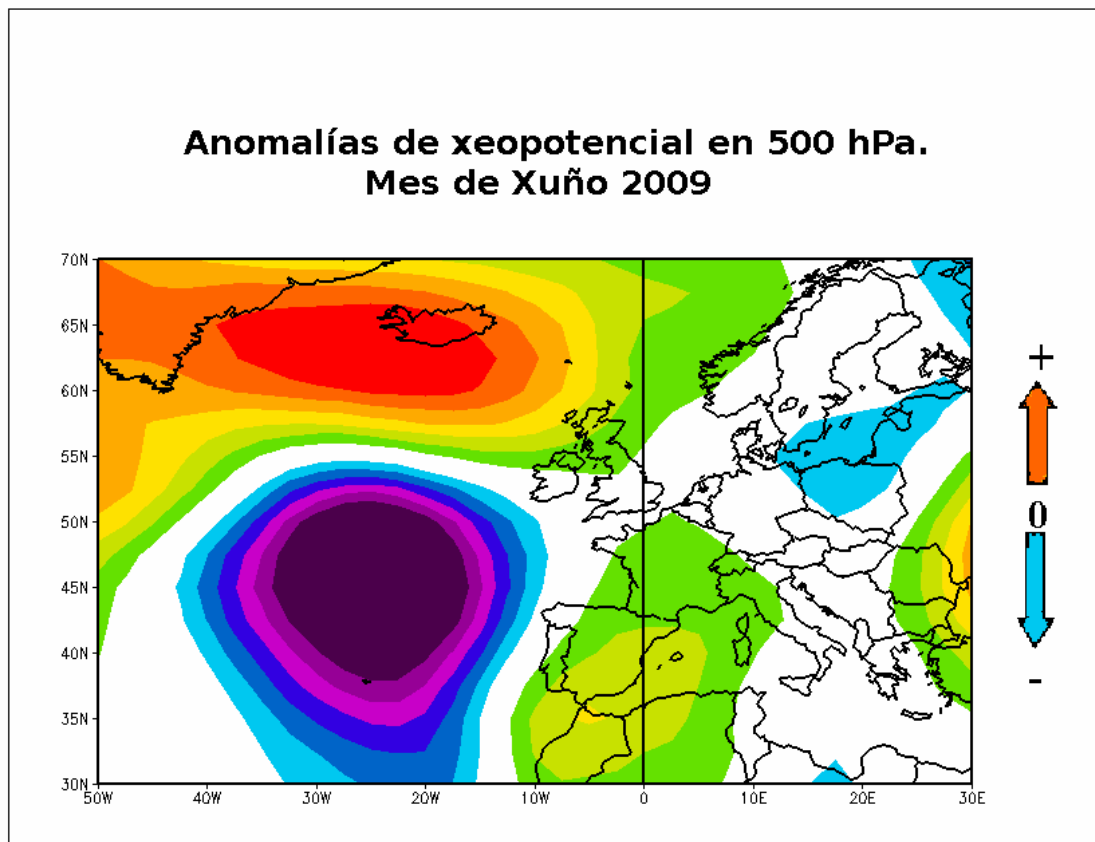 Anomalías de xeopotencial en 500 hPa.
Mes de Xuño 2009
70N
65N
60N
55N
50N
45N
40N
35N
30N
50W 40W 30W 20W 10W 0 10E 20E 30E
+
0
-